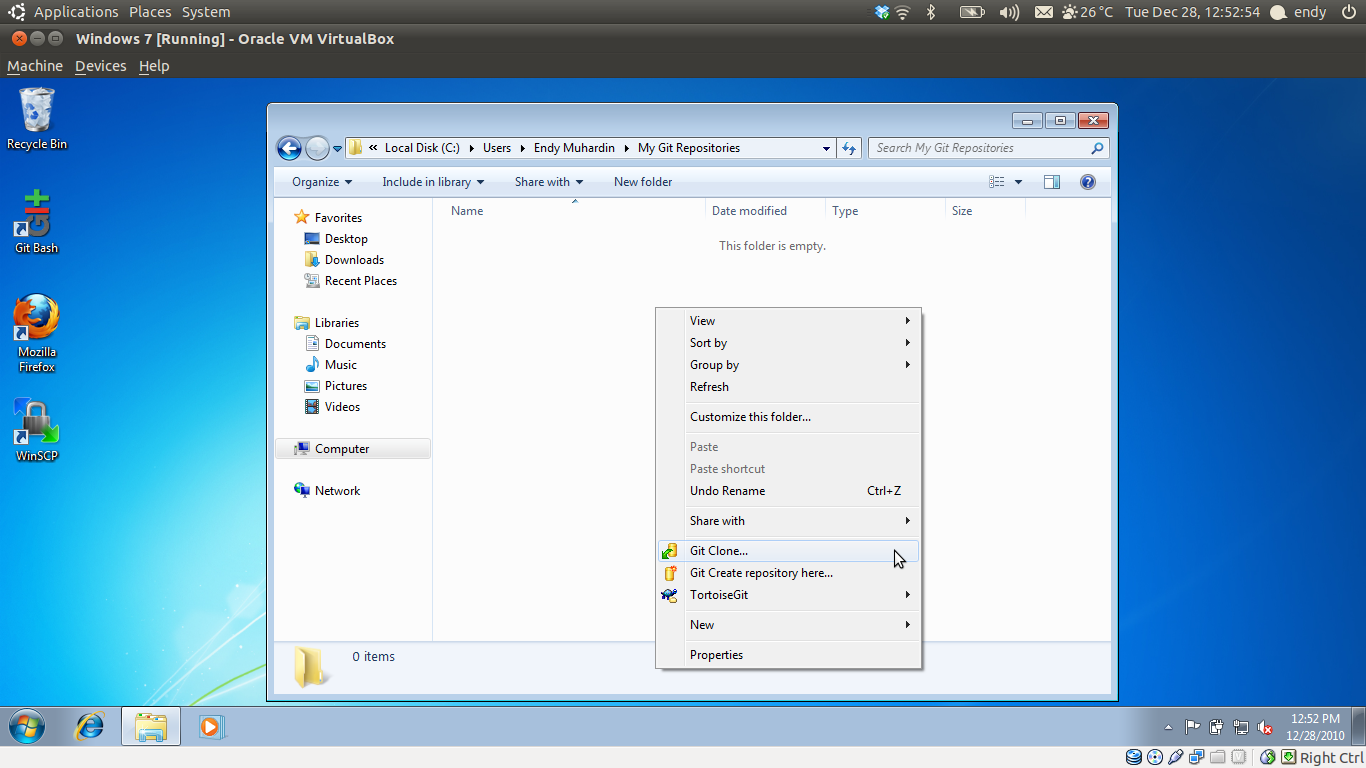 Applications Places System 26 °C Tue Dec 28, 12:52:54 endy
Windows 7 [Running] - Oracle VM VirtualBox
Machine Devices Help
Recycle Bin
Git Bash
Mozilla
Firefox
WinSCP
« Local Disk (C:) Users Endy Muhardin My Git Repositories Search My Git Repositories
Organize Include in library Share with New folder
Name Date modified Type Size
This folder is empty.
Favorites
Desktop
Downloads
Recent Places
Libraries
Documents
Music
Pictures
Videos
Computer
Network
View
Sort by
Group by
Refresh
Customize this folder...
Paste
Paste shortcut
Undo Rename Ctrl+Z
Share with
Git Clone...
Git Create repository here...
TortoiseGit
New
Properties
0 items
12:52 PM
12/28/2010
Right Ctrl